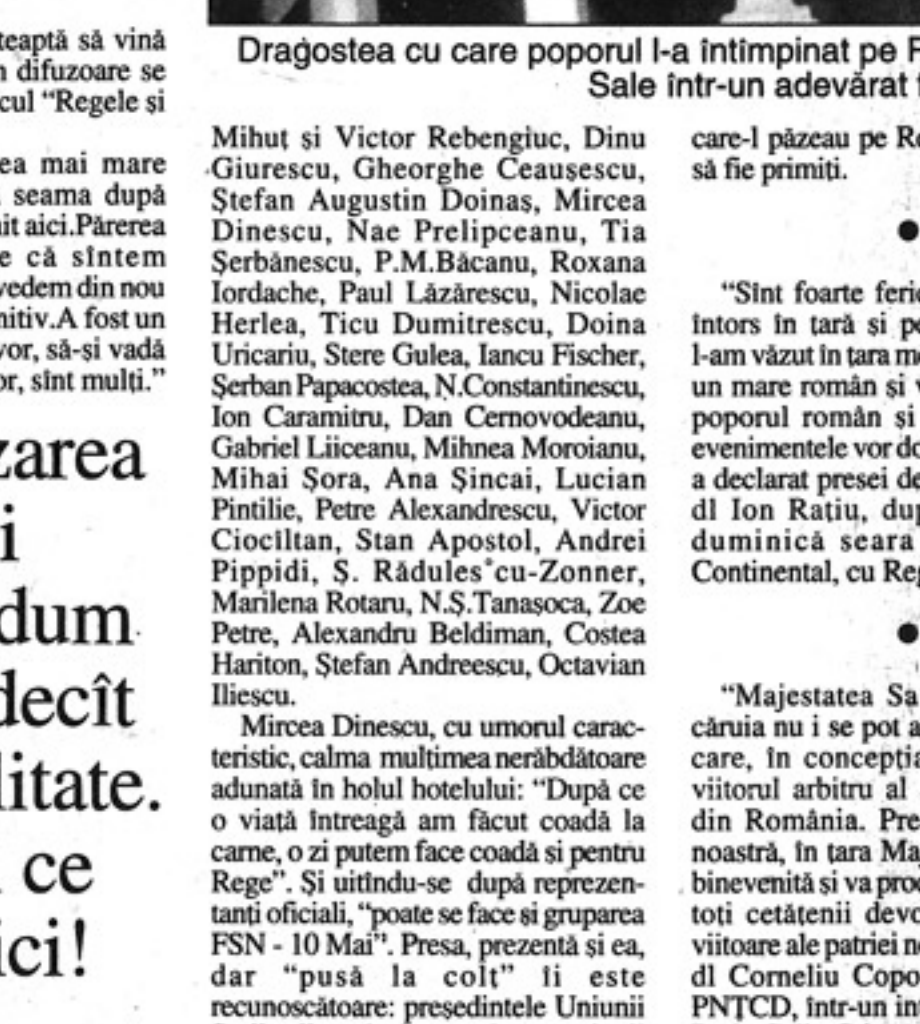 teaptă să vină
difuzoare se
cul “Regele și
ea mai mare
seama după
it aici.Părerea
e că sîntem
vedem din nou
nitiv.A fost un
vor, să-și vadă
or, sînt mulți.”
zarea
i
dum
decît
litate.
ce
ici!
Dragostea cu care poporul l-a întîmpinat pe
Sale într-un adevărat
Mihuț și Victor Rebengiuc, Dinu
Giurescu, Gheorghe Ceaușescu,
Ștefan Augustin Doinaș, Mircea
Dinescu, Nae Prelipceanu, Tia
Șerbănescu, P.M.Băcanu, Roxana
Iordache, Paul Lăzărescu, Nicolae
Herlea, Ticu Dumitrescu, Doina
Uricariu, Stere Gulea, Iancu Fischer,
Șerban Papacostea, N.Constantinescu,
Ion Caramitru, Dan Cernovodeanu,
Gabriel Liiceanu, Mihnea Moroianu,
Mihai Șora, Ana Șincai, Lucian
Pintilie, Petre Alexandrescu, Victor
Ciociltan, Stan Apostol, Andrei
Pippidi, Ș. Rădulescu-Zonner,
Marilena Rotaru, N.Ș.Tanașoca, Zoe
Petre, Alexandru Beldiman, Costea
Hariton, Ștefan Andreescu, Octavian
Iliescu.
Mircea Dinescu, cu umorul carac-
teristic, calma mulțimea nerăbdătoare
adunată în holul hotelului: “După ce
o viață întreagă am făcut coadă la
carne, o zi putem face coadă și pentru
Rege”. Și uitîndu-se după reprezen-
tanți oficiali, “poate se face și gruparea
FSN - 10 Mai”. Presa, prezentă și ea,
dar “pusă la colț” îi este
recunoscătoare: președintele Uniunii
care-l păzeau pe Re
să fie primiți.
“Sînt foarte feric
întors în țară și p
l-am văzut în țara m
un mare român și v
poporul român și
evenimentele vor do
a declarat presei de
dl Ion Rațiu, dup
duminică seara
Continental, cu Reg
“Majestatea Sa
căruia nu i se pot a
care, în concepția
viitorul arbitru al
din România. Pre
noastră, în țara Ma
binevenită și va pro
toți cetățenii devo
viitoare ale patriei n
dl Corneliu Copo
PNȚCD, într-un in